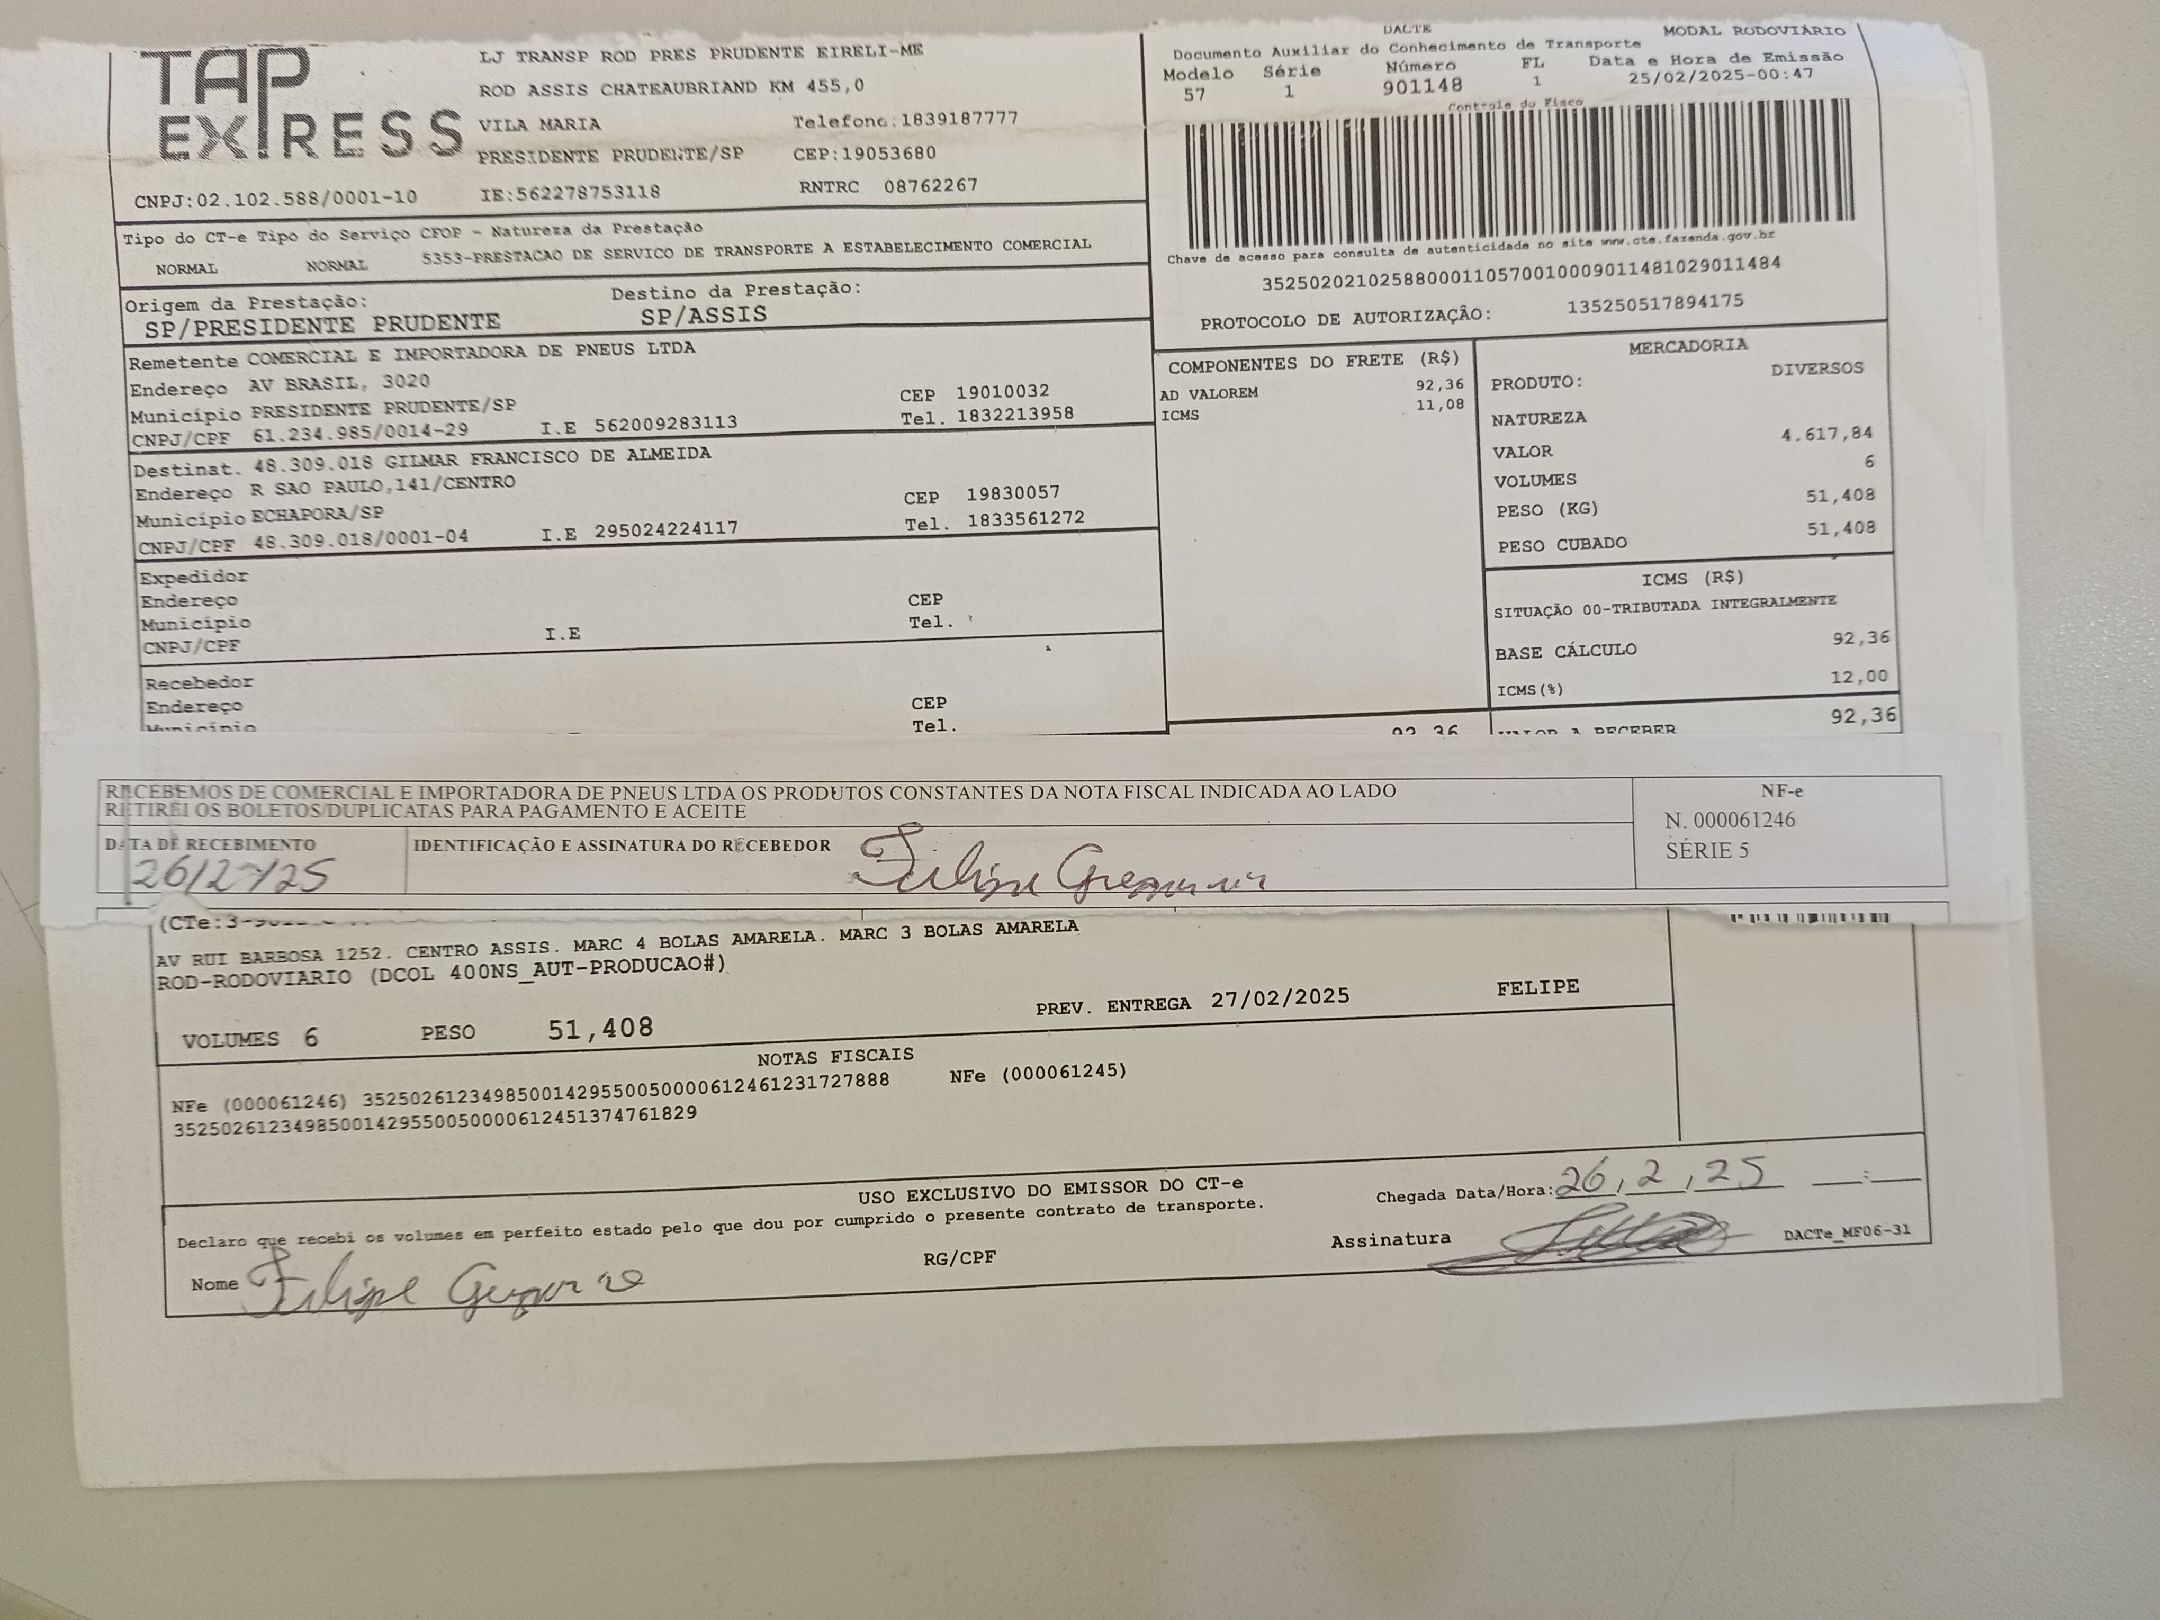 TAP EXPRESS
LJ TRANSP ROD PRES PRUDENTE EIRELI-ME
ROD ASSIS CHATEAUBRIAND KM 455,0
VILA MARIA Telefone:1839187777
PRESIDENTE PRUDENTE/SP CEP:19053680
CNPJ:02.102.588/0001-10 IE:562278753118 RNTRC 08762267
DACTE MODAL RODOVIÁRIO
Documento Auxiliar do Conhecimento de Transporte
Modelo Série Número FL Data e Hora de Emissão
57 1 901148 1 25/02/2025-00:47
Controle do Fisco
Chave de acesso para consulta de autenticidade no site www.cte.fazenda.gov.br
35250202102588000110570010009011481029011484
PROTOCOLO DE AUTORIZAÇÃO: 135250517894175
Tipo do CT-e Tipo do Serviço CFOP - Natureza da Prestação
NORMAL NORMAL 5353-PRESTACAO DE SERVICO DE TRANSPORTE A ESTABELECIMENTO COMERCIAL
Origem da Prestação: Destino da Prestação:
SP/PRESIDENTE PRUDENTE SP/ASSIS
Remetente COMERCIAL E IMPORTADORA DE PNEUS LTDA
Endereço AV BRASIL, 3020 CEP 19010032
Município PRESIDENTE PRUDENTE/SP Tel. 1832213958
CNPJ/CPF 61.234.985/0014-29 I.E 562009283113
Destinat. 48.309.018 GILMAR FRANCISCO DE ALMEIDA
Endereço R SAO PAULO,141/CENTRO CEP 19830057
Município ECHAPORA/SP Tel. 1833561272
CNPJ/CPF 48.309.018/0001-04 I.E 295024224117
Expedidor
Endereço CEP
Município Tel.
CNPJ/CPF I.E
Recebedor
Endereço CEP
Município Tel.
COMPONENTES DO FRETE (R$)
AD VALOREM 92,36
ICMS 11,08
92,36
MERCADORIA
PRODUTO: DIVERSOS
NATUREZA
VALOR 4.617,84
VOLUMES 6
PESO (KG) 51,408
PESO CUBADO 51,408
ICMS (R$)
SITUAÇÃO 00-TRIBUTADA INTEGRALMENTE
BASE CÁLCULO 92,36
ICMS(%) 12,00
VALOR A RECEBER 92,36
RECEBEMOS DE COMERCIAL E IMPORTADORA DE PNEUS LTDA OS PRODUTOS CONSTANTES DA NOTA FISCAL INDICADA AO LADO
RETIREI OS BOLETOS/DUPLICATAS PARA PAGAMENTO E ACEITE
DATA DE RECEBIMENTO IDENTIFICAÇÃO E ASSINATURA DO RECEBEDOR
26/2/25 Felipe
NF-e
N. 000061246
SÉRIE 5
AV RUI BARBOSA 1252. CENTRO ASSIS. MARC 4 BOLAS AMARELA. MARC 3 BOLAS AMARELA
ROD-RODOVIARIO (DCOL 400NS_AUT-PRODUCAO#)
PREV. ENTREGA 27/02/2025 FELIPE
VOLUMES 6 PESO 51,408
NOTAS FISCAIS
NFe (000061246) 35250261234985001429550050000612461231727888 NFe (000061245)
35250261234985001429550050000612451374761829
USO EXCLUSIVO DO EMISSOR DO CT-e
Declaro que recebi os volumes em perfeito estado pelo que dou por cumprido o presente contrato de transporte.
Chegada Data/Hora: 26,2,25
Nome Felipe RG/CPF Assinatura DACTe_MF06-31